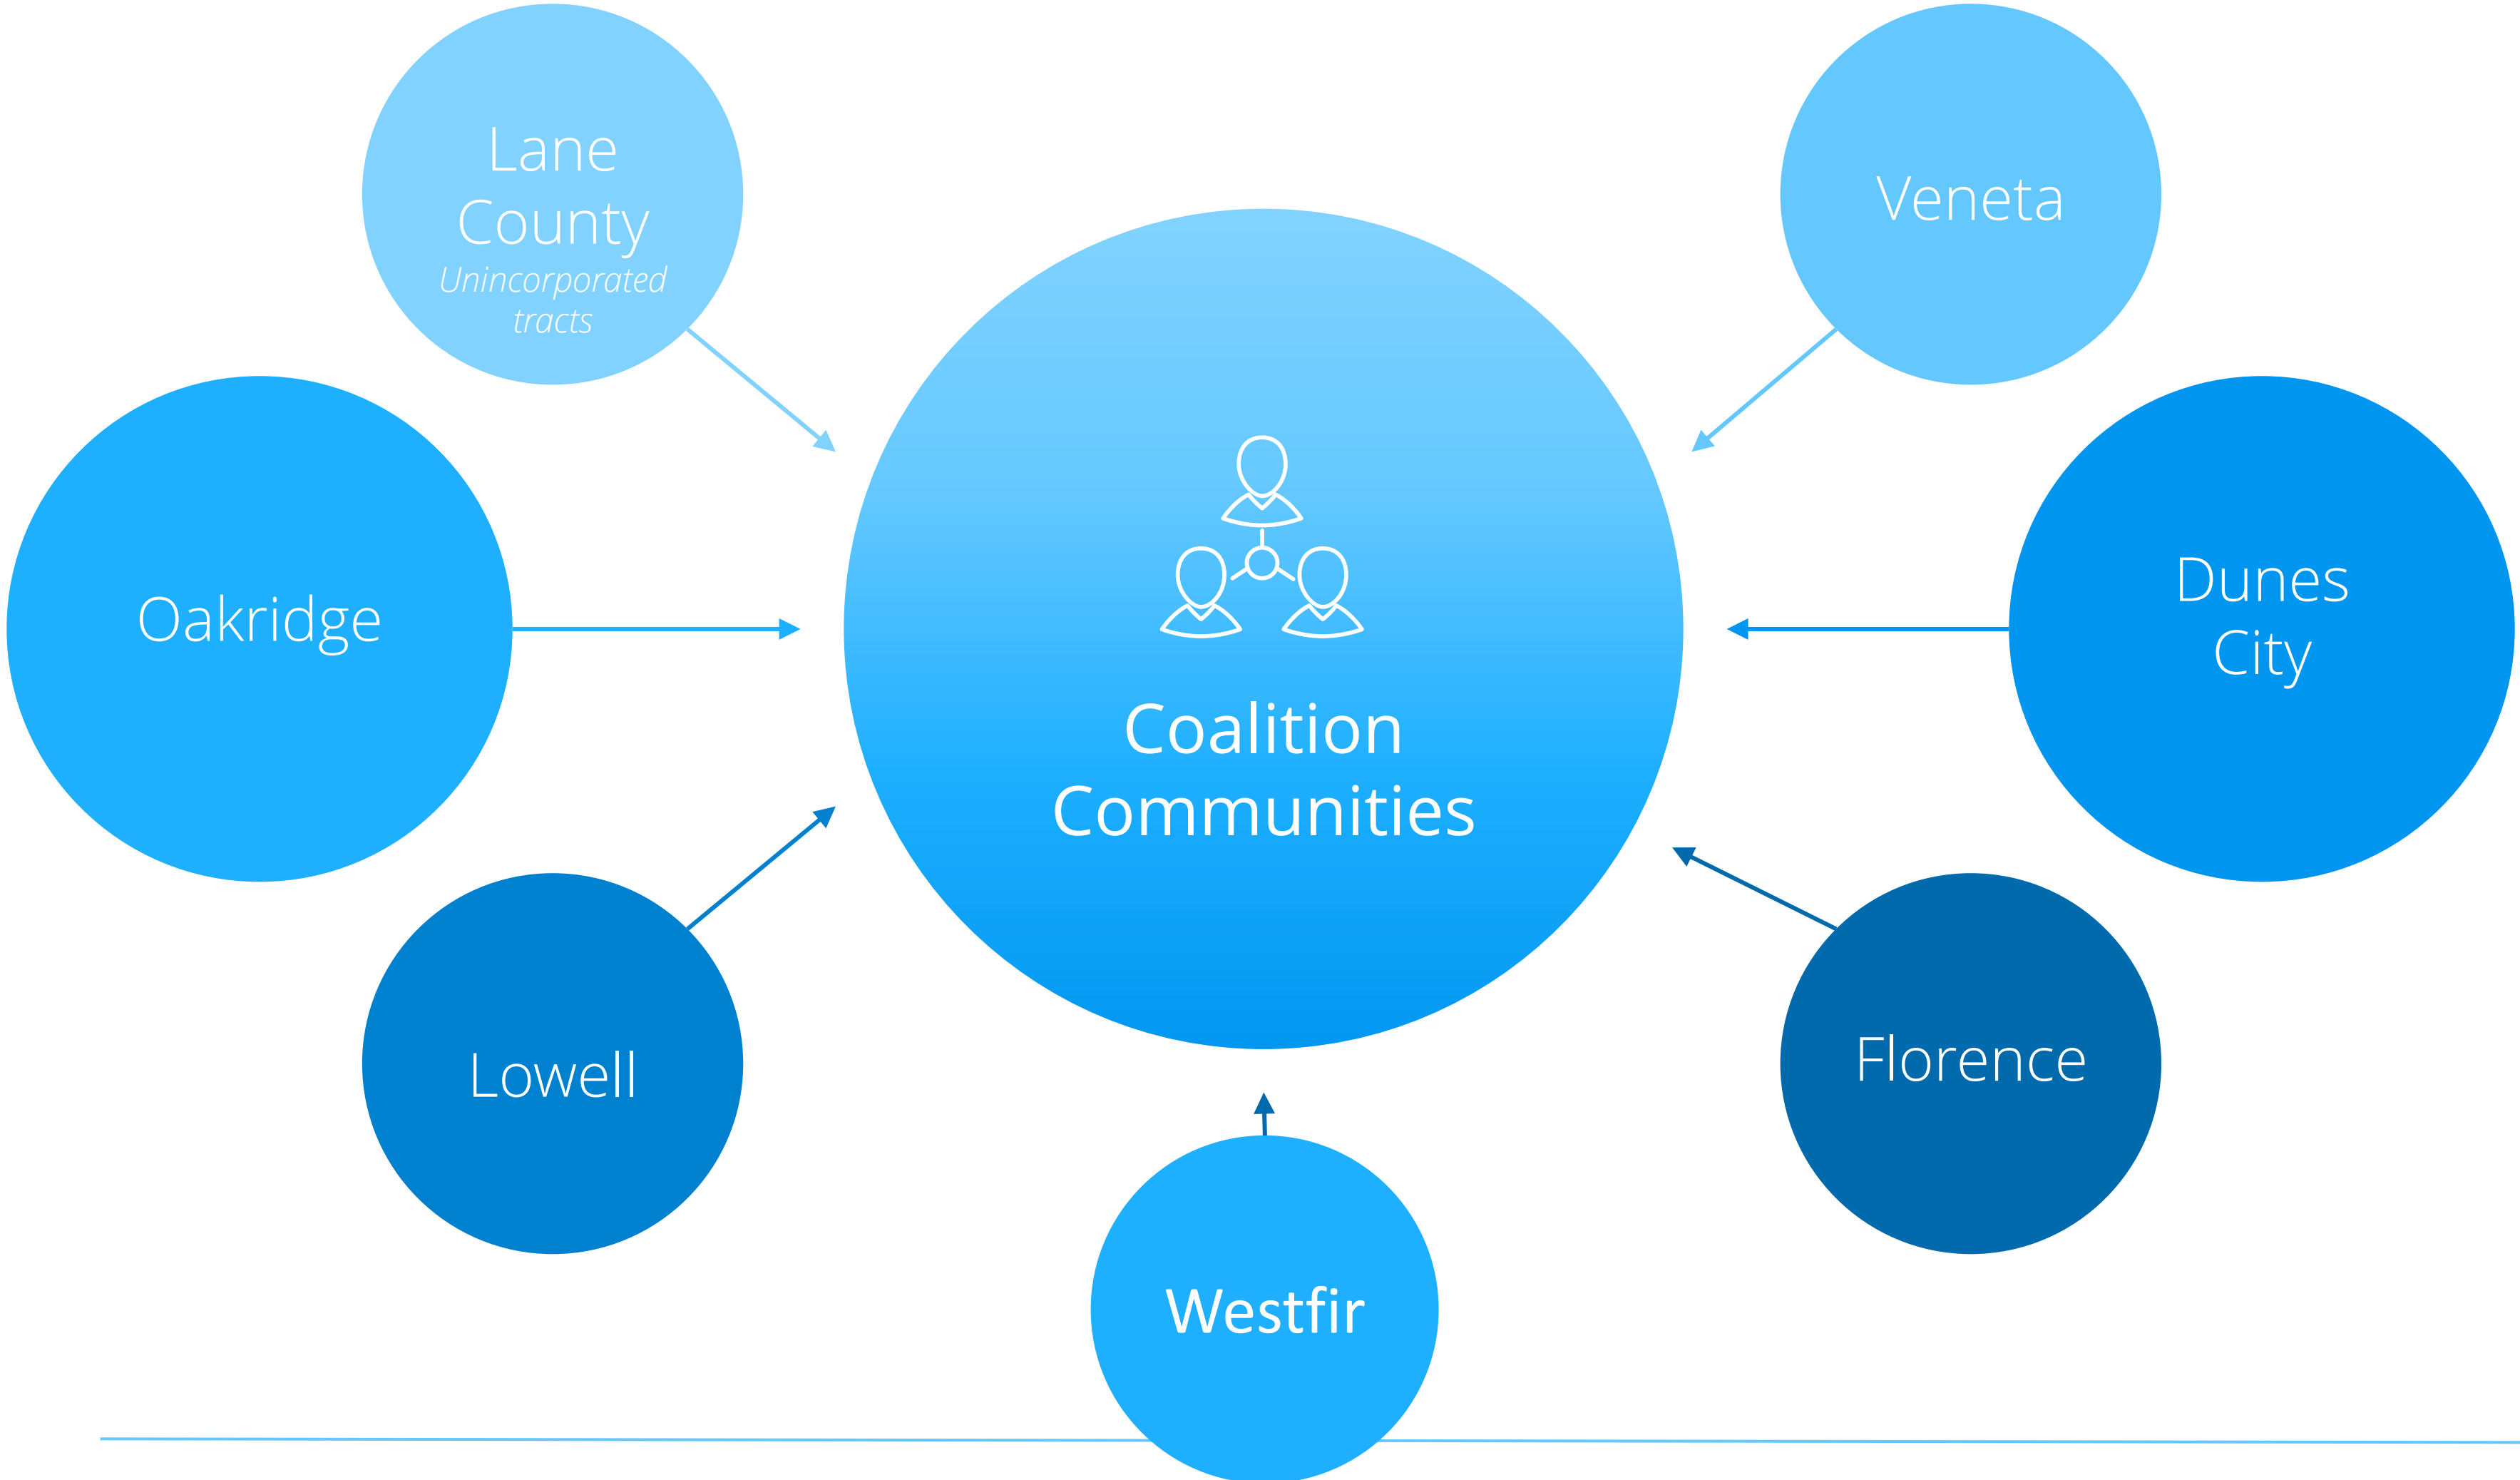 Lane
County
Unincorporated
tracts
Veneta
Oakridge
Dunes
City
Coalition
Communities
Lowell
Florence
Westfir